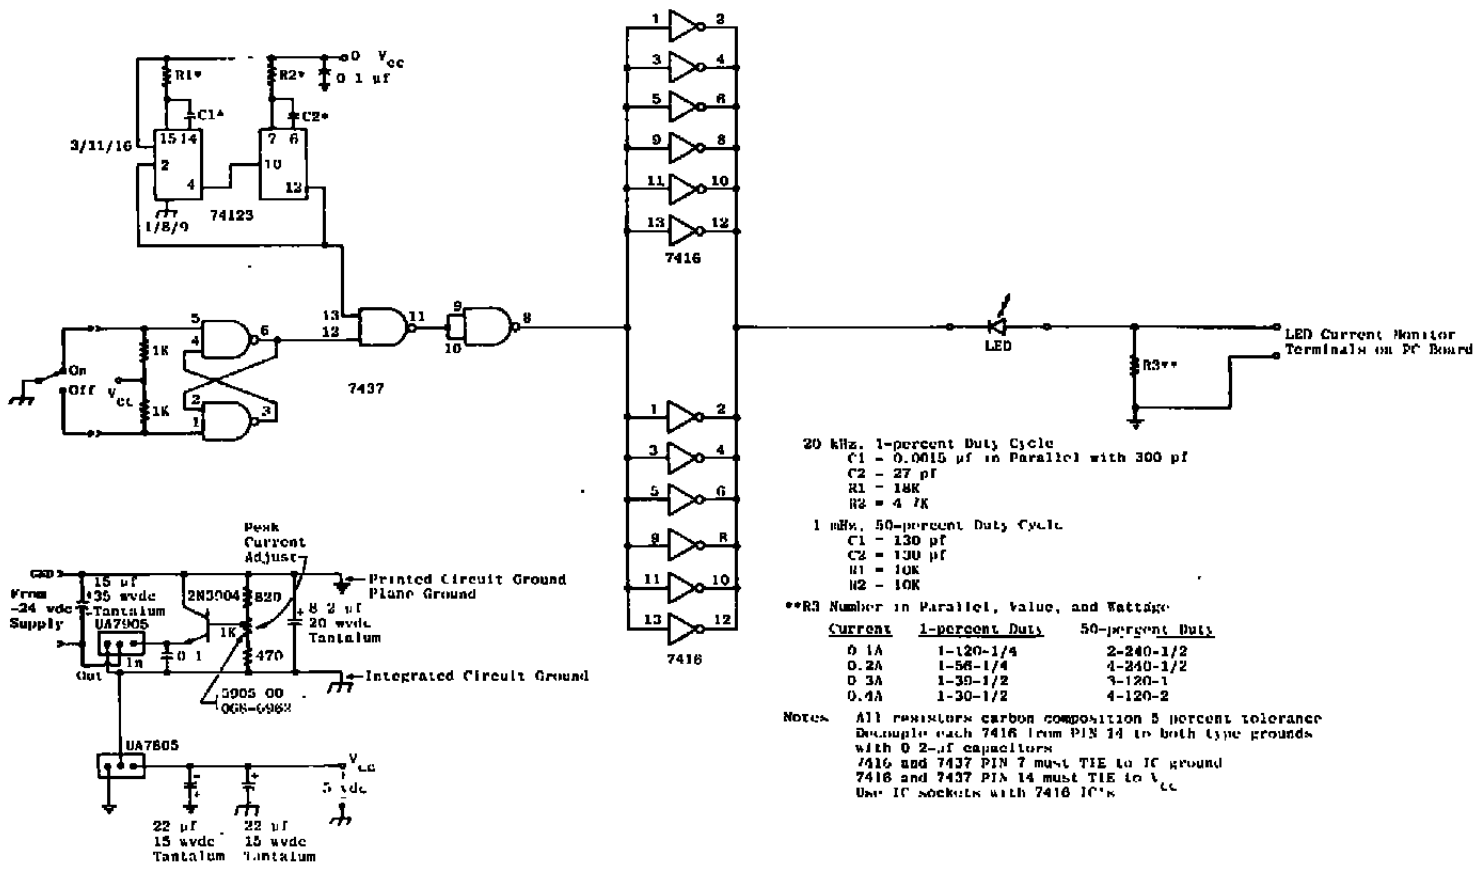 1 2
3 4
5 6
9 8
11 10
13 12
7416
R1*
R2*
0 V
cc
0 1 µf
C1*
C2*
3/11/16
15 14
2
4
1/8/9
74123
7 6
10
12
5
4
6
13
12
11
9
10
8
7437
1K
On
Off
V
cc
1K
2
1
3
LED
R3**
LED Current Monitor
Terminals on PC Board
1 2
3 4
5 6
9 8
11 10
13 12
7416
20 kHz, 1-percent Duty Cycle
C1 = 0.0015 µf in Parallel with 300 pf
C2 = 27 pf
R1 = 18K
R2 = 4 7K
1 mHz, 50-percent Duty Cycle
C1 = 130 pf
C2 = 130 pf
R1 = 10K
R2 = 10K
**R3 Number in Parallel, Value, and Wattage
Current 1-percent Duty 50-percent Duty
0 1A 1-120-1/4 2-240-1/2
0.2A 1-56-1/4 4-240-1/2
0 3A 1-39-1/2 3-120-1
0.4A 1-30-1/2 4-120-2
Notes All resistors carbon composition 5 percent tolerance
Decouple each 7416 from PIN 14 to both type grounds
with 0 2-µf capacitors
7416 and 7437 PIN 7 must TIE to IC ground
7416 and 7437 PIN 14 must TIE to V
cc
Use IC sockets with 7416 IC's
Peak
Current
Adjust
GND
From
-24 vdc
Supply
15 µf
35 wvdc
Tantalum
UA7905
2N3904
820
1K
470
8 2 µf
20 wvdc
Tantalum
Printed Circuit Ground
Plane Ground
In
Out
0 1
Integrated Circuit Ground
5905 00
068-6962
UA7805
V
cc
5 vdc
22 µf
15 wvdc
Tantalum
22 µf
15 wvdc
Tantalum